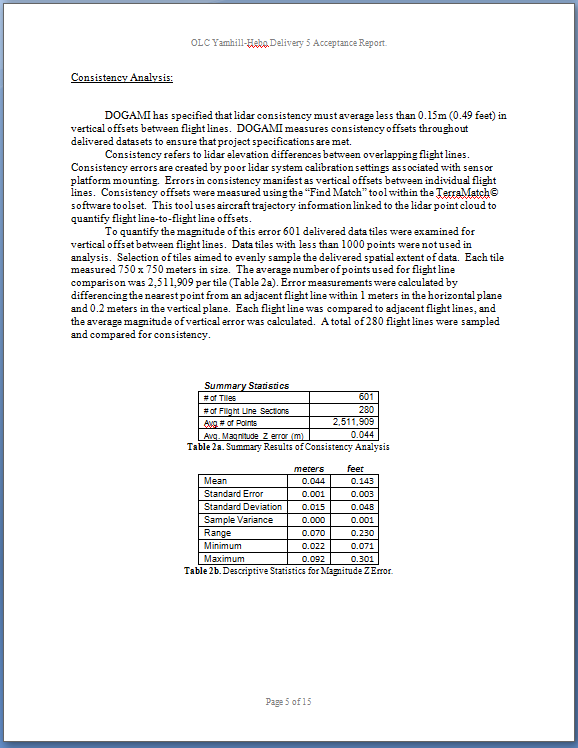 OLC Yamhill-Hebo Delivery 5 Acceptance Report.
Consistency Analysis:
DOGAMI has specified that lidar consistency must average less than 0.15m (0.49 feet) in
vertical offsets between flight lines. DOGAMI measures consistency offsets throughout
delivered datasets to ensure that project specifications are met.
Consistency refers to lidar elevation differences between overlapping flight lines.
Consistency errors are created by poor lidar system calibration settings associated with sensor
platform mounting. Errors in consistency manifest as vertical offsets between individual flight
lines. Consistency offsets were measured using the “Find Match” tool within the TerraMatch©
software toolset. This tool uses aircraft trajectory information linked to the lidar point cloud to
quantify flight line-to-flight line offsets.
To quantify the magnitude of this error 601 delivered data tiles were examined for
vertical offset between flight lines. Data tiles with less than 1000 points were not used in
analysis. Selection of tiles aimed to evenly sample the delivered spatial extent of data. Each tile
measured 750 x 750 meters in size. The average number of points used for flight line
comparison was 2,511,909 per tile (Table 2a). Error measurements were calculated by
differencing the nearest point from an adjacent flight line within 1 meters in the horizontal plane
and 0.2 meters in the vertical plane. Each flight line was compared to adjacent flight lines, and
the average magnitude of vertical error was calculated. A total of 280 flight lines were sampled
and compared for consistency.
Summary Statistics
# of Tiles 601
# of Flight Line Sections 280
Avg # of Points 2,511,909
Avg. Magnitude Z error (m) 0.044
Table 2a. Summary Results of Consistency Analysis
meters feet
Mean 0.044 0.143
Standard Error 0.001 0.003
Standard Deviation 0.015 0.048
Sample Variance 0.000 0.001
Range 0.070 0.230
Minimum 0.022 0.071
Maximum 0.092 0.301
Table 2b. Descriptive Statistics for Magnitude Z Error.
Page 5 of 15